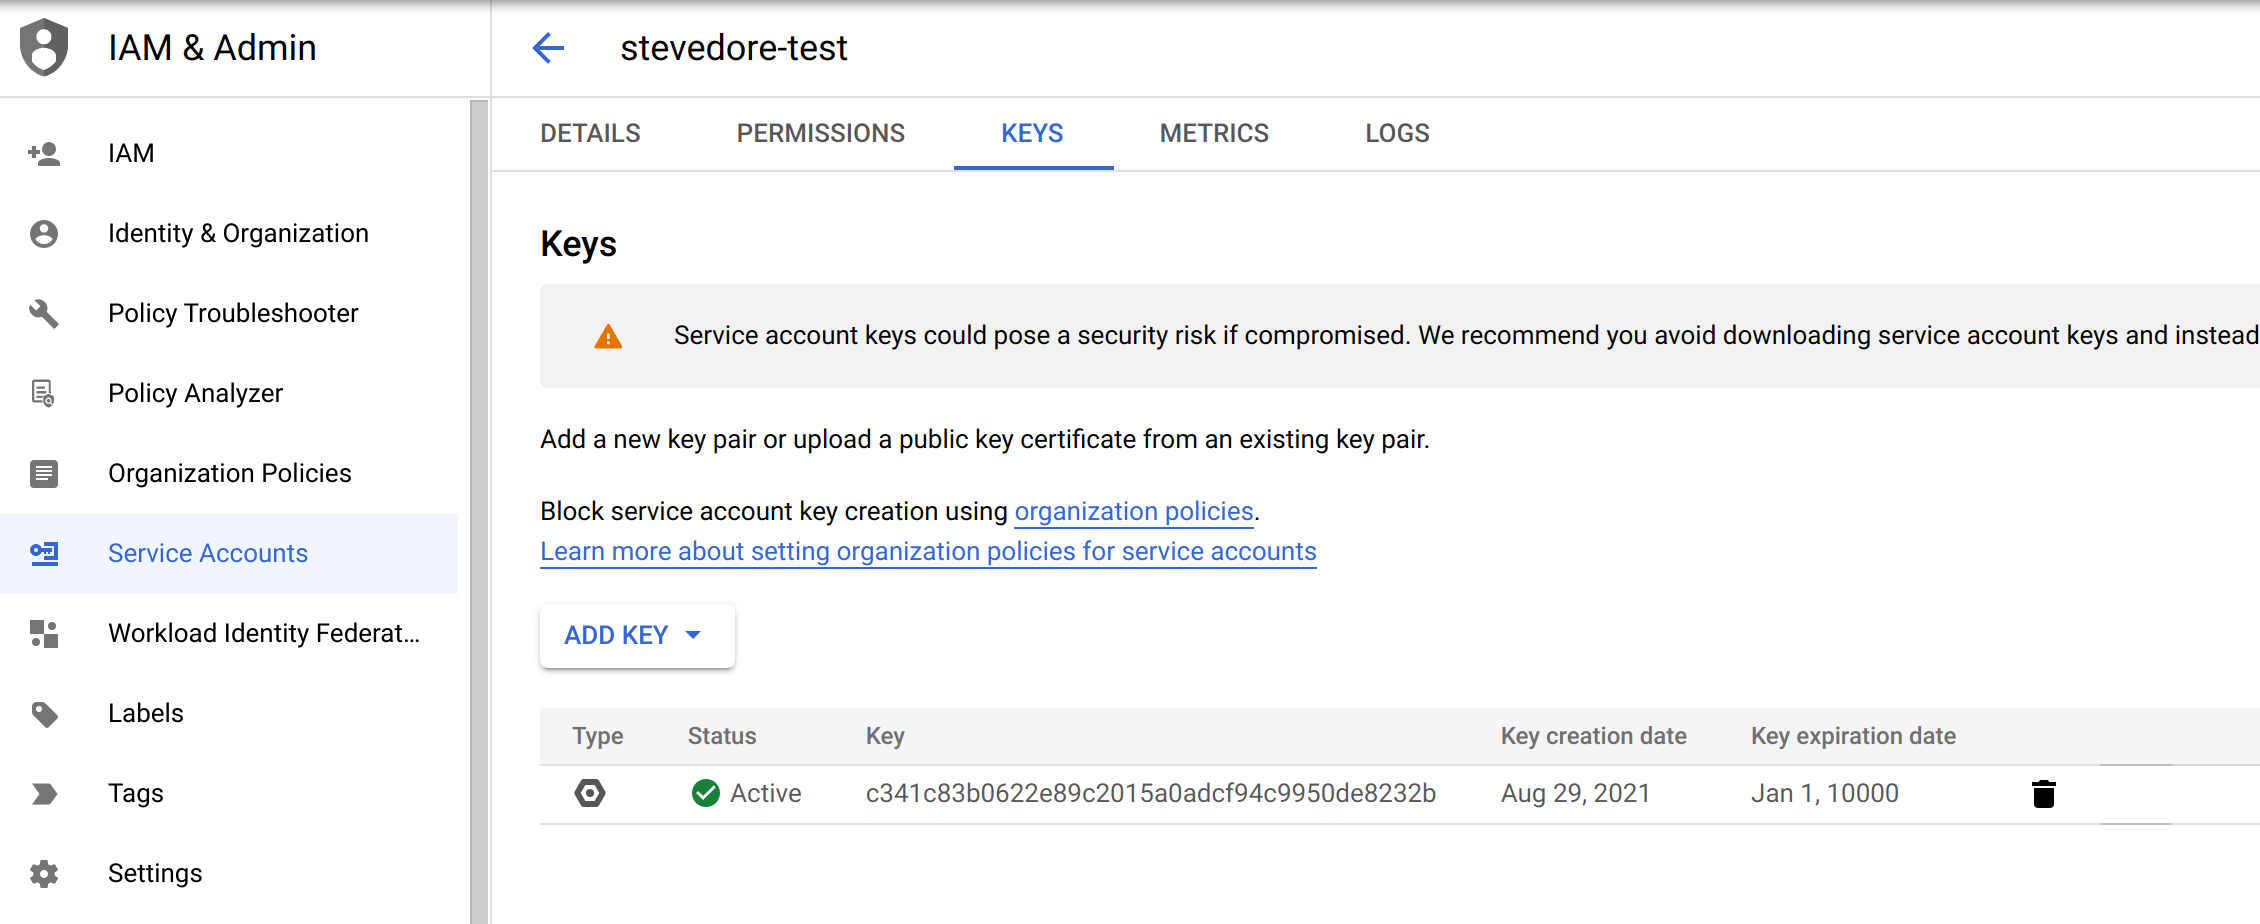 IAM & Admin
stevedore-test
IAM
Identity & Organization
Policy Troubleshooter
Policy Analyzer
Organization Policies
Service Accounts
Workload Identity Federat...
Labels
Tags
Settings
DETAILS PERMISSIONS KEYS METRICS LOGS
Keys
Service account keys could pose a security risk if compromised. We recommend you avoid downloading service account keys and instead
Add a new key pair or upload a public key certificate from an existing key pair.
Block service account key creation using organization policies.
Learn more about setting organization policies for service accounts
ADD KEY
Type Status Key Key creation date Key expiration date
Active c341c83b0622e89c2015a0adcf94c9950de8232b Aug 29, 2021 Jan 1, 10000